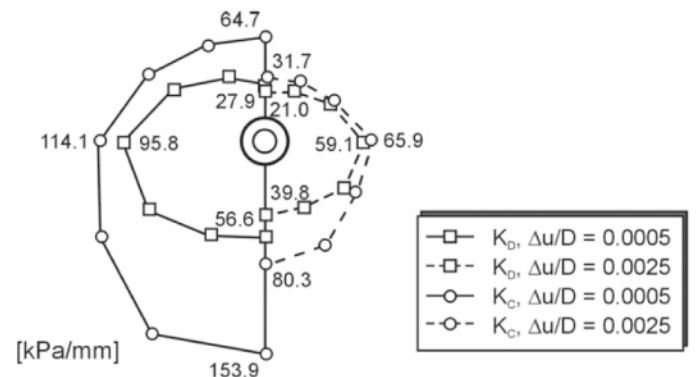 64.7
31.7
27.9
21.0
114.1
95.8
59.1
65.9
39.8
56.6
80.3
153.9
[kPa/mm]
K_D, Δu/D = 0.0005
K_D, Δu/D = 0.0025
K_C, Δu/D = 0.0005
K_C, Δu/D = 0.0025